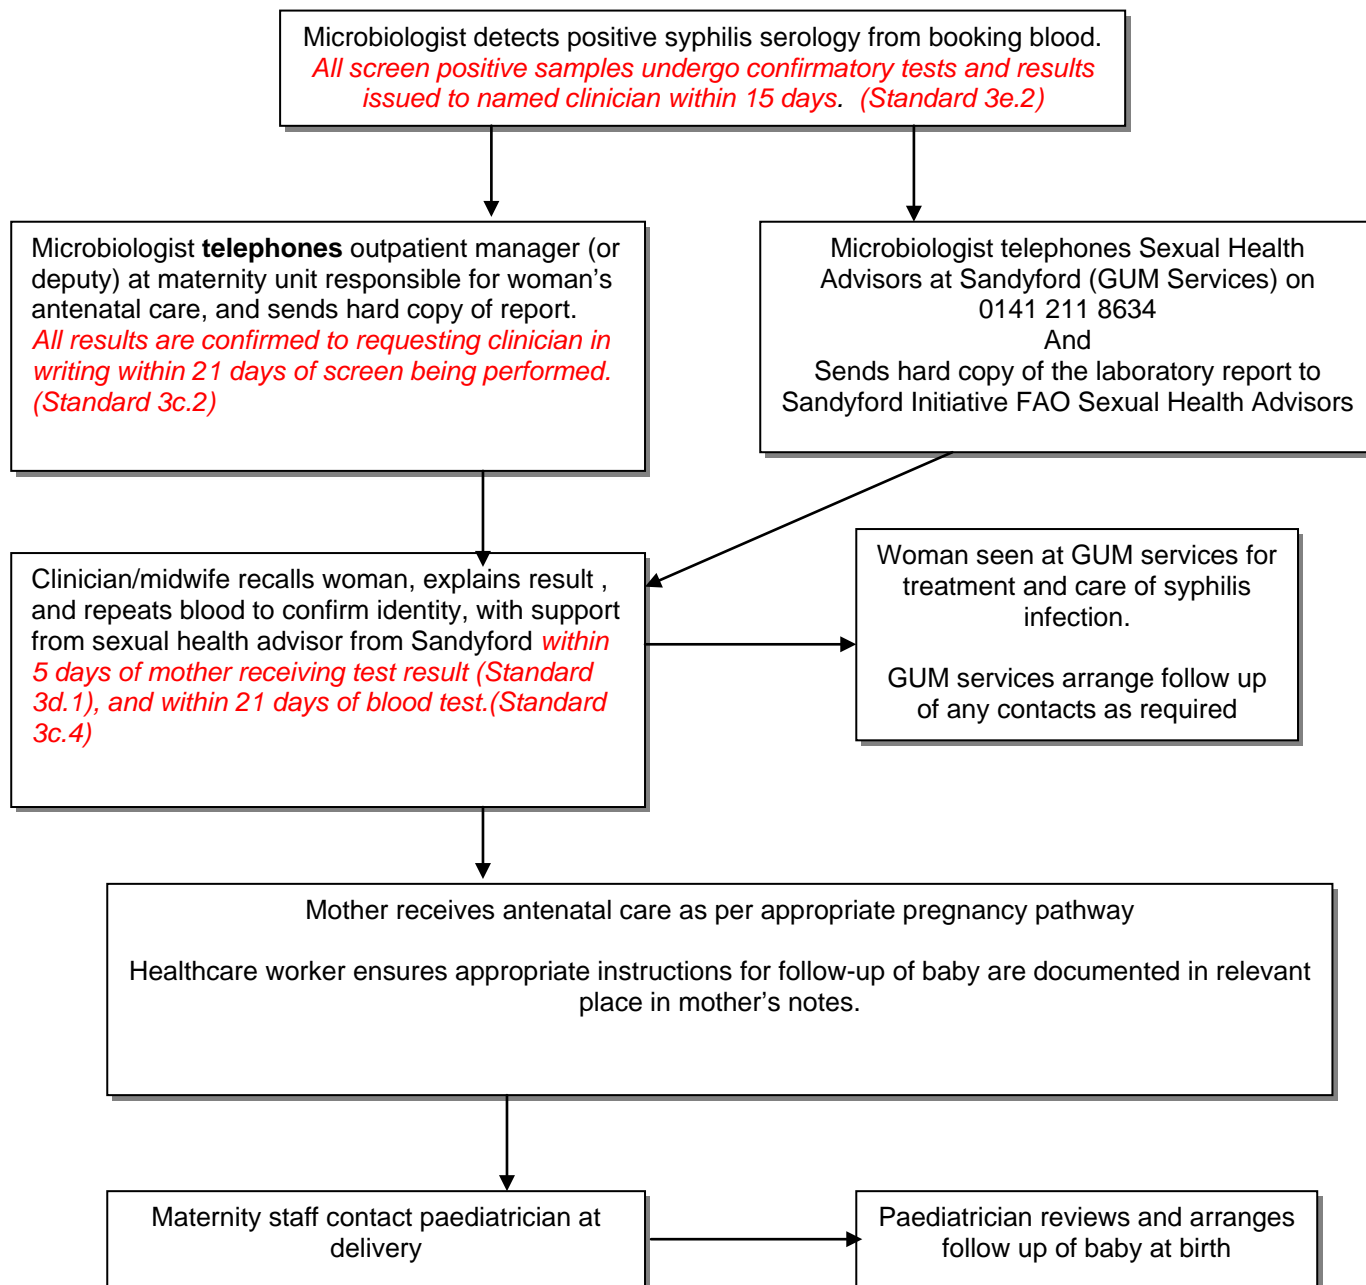 Microbiologist detects positive syphilis serology from booking blood.
All screen positive samples undergo confirmatory tests and results
issued to named clinician within 15 days.  (Standard 3e.2)
Microbiologist telephones outpatient manager (or
deputy) at maternity unit responsible for woman’s
antenatal care, and sends hard copy of report.
All results are confirmed to requesting clinician in
writing within 21 days of screen being performed.
(Standard 3c.2)
Microbiologist telephones Sexual Health
Advisors at Sandyford (GUM Services) on
0141 211 8634
And
Sends hard copy of the laboratory report to
Sandyford Initiative FAO Sexual Health Advisors
Clinician/midwife recalls woman, explains result ,
and repeats blood to confirm identity, with support
from sexual health advisor from Sandyford within
5 days of mother receiving test result (Standard
3d.1), and within 21 days of blood test.(Standard
3c.4)
Woman seen at GUM services for
treatment and care of syphilis
infection.
GUM services arrange follow up
of any contacts as required
Mother receives antenatal care as per appropriate pregnancy pathway
Healthcare worker ensures appropriate instructions for follow-up of baby are documented in relevant
place in mother’s notes.
Maternity staff contact paediatrician at
delivery
Paediatrician reviews and arranges
follow up of baby at birth